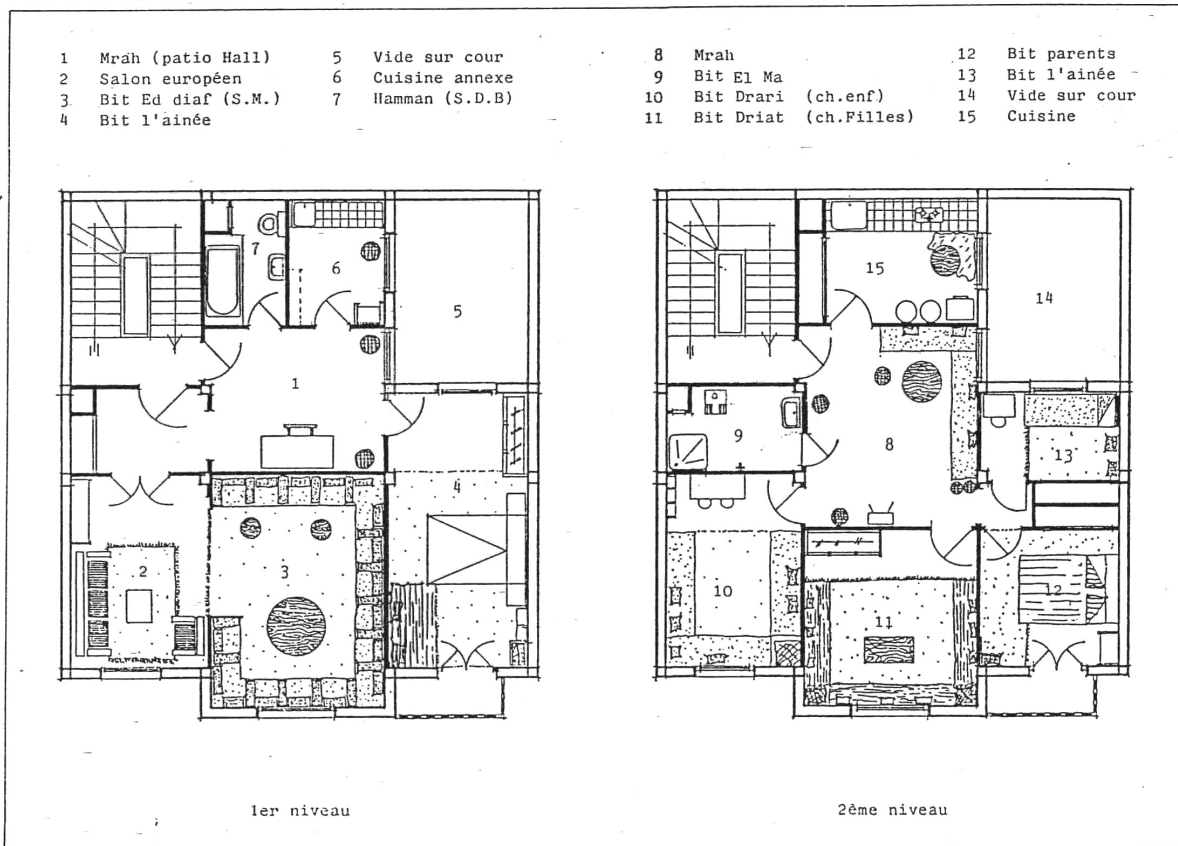 1 Mrah (patio Hall)
2 Salon européen
3 Bit Ed diaf (S.M.)
4 Bit l'ainée
5 Vide sur cour
6 Cuisine annexe
7 Hamman (S.D.B)
8 Mrah
9 Bit El Ma
10 Bit Drari (ch.enf)
11 Bit Driat (ch.Filles)
12 Bit parents
13 Bit l'ainée
14 Vide sur cour
15 Cuisine
7
6
5
1
4
2
3
15
14
9
8
13
10
11
12
1er niveau
2ème niveau